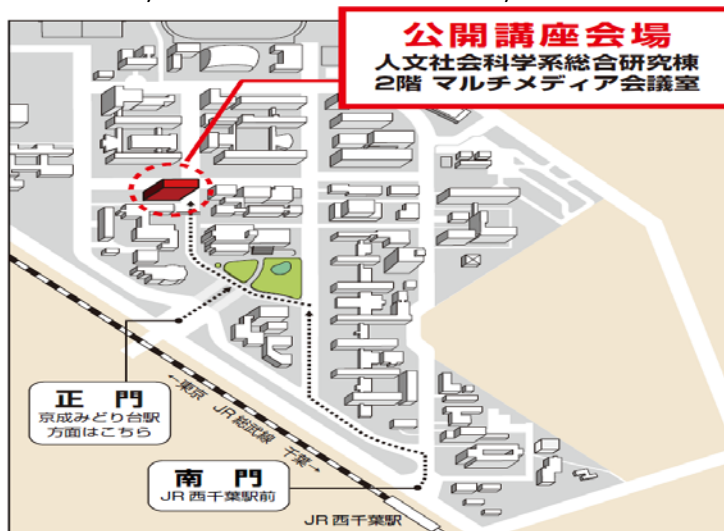 公開講座会場
人文社会科学系総合研究棟
2階 マルチメディア会議室
正門
京成みどり台駅
方面はこちら
←東京 JR総武線 千葉→
南門
JR西千葉駅前
JR西千葉駅